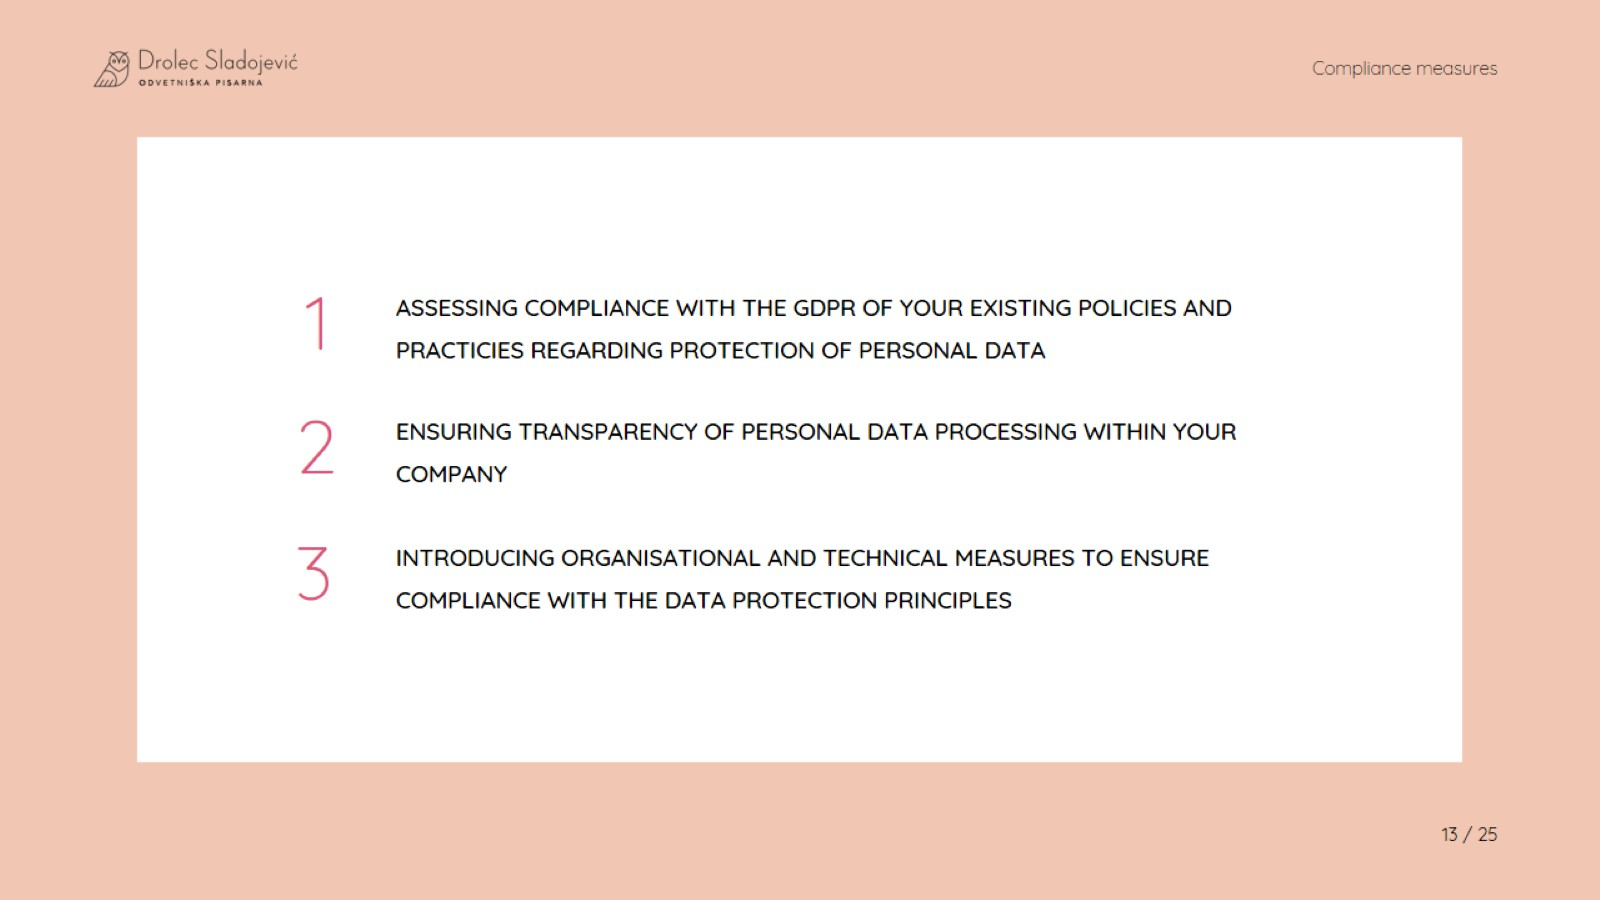 Drolec Sladojević
ODVETNIŠKA PISARNA
Compliance measures
1
ASSESSING COMPLIANCE WITH THE GDPR OF YOUR EXISTING POLICIES AND
PRACTICIES REGARDING PROTECTION OF PERSONAL DATA
2
ENSURING TRANSPARENCY OF PERSONAL DATA PROCESSING WITHIN YOUR
COMPANY
3
INTRODUCING ORGANISATIONAL AND TECHNICAL MEASURES TO ENSURE
COMPLIANCE WITH THE DATA PROTECTION PRINCIPLES
13 / 25